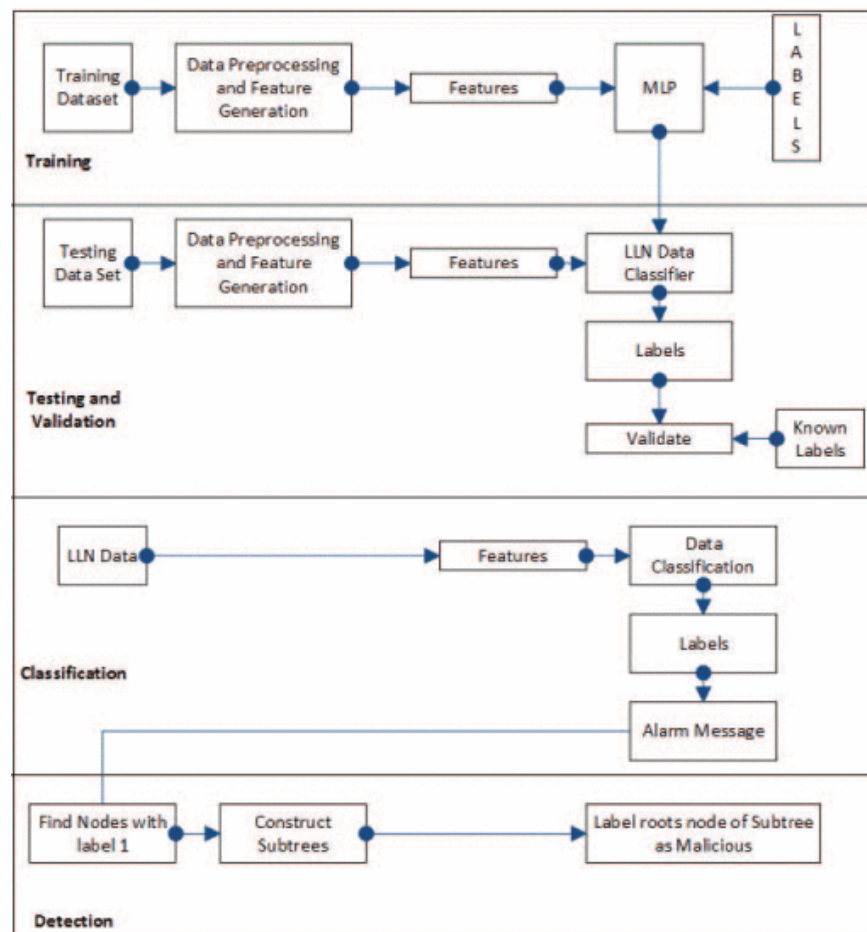 Training
Dataset
Data Preprocessing
and Feature
Generation
Features
MLP
L
A
B
E
L
S
Training
Testing
Data Set
Data Preprocessing
and Feature
Generation
Features
LLN Data
Classifier
Labels
Testing and
Validation
Validate
Known
Labels
LLN Data
Features
Data
Classification
Labels
Classification
Alarm Message
Find Nodes with
label 1
Construct
Subtrees
Label roots node of Subtree
as Malicious
Detection